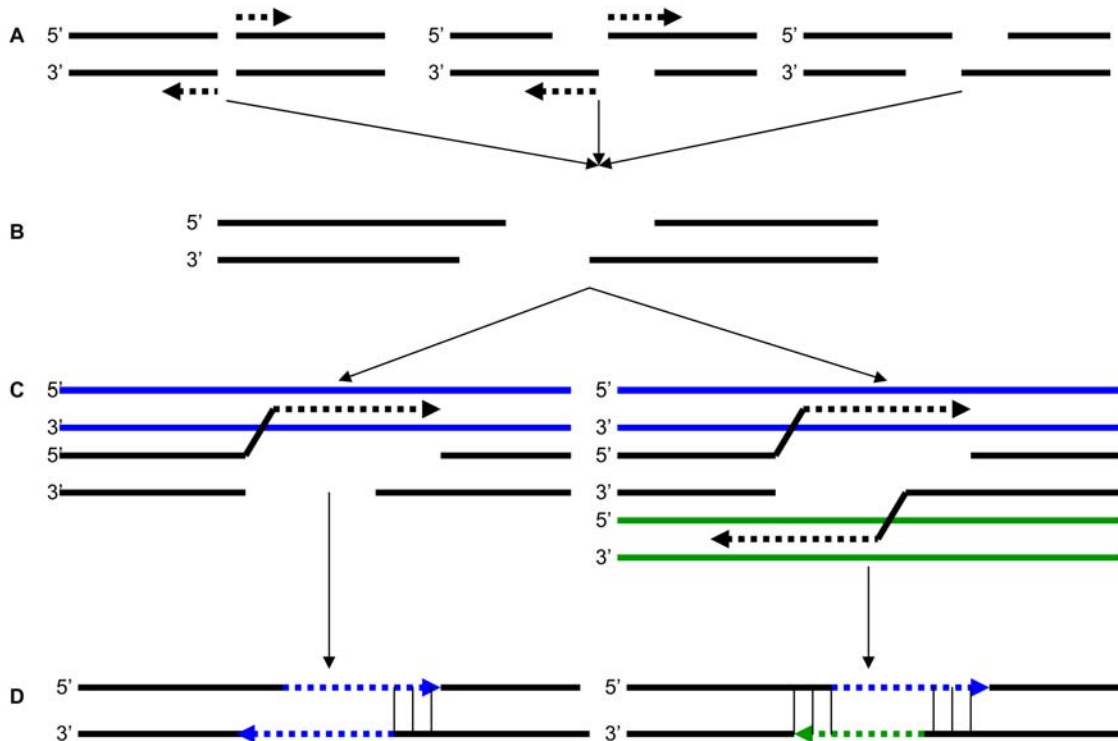 A 5’ 5’ 5’
3’ 3’ 3’
B 5’
3’
C 5’ 5’
3’ 3’
5’ 5’
3’ 3’
5’
3’
D 5’ 5’
3’ 3’